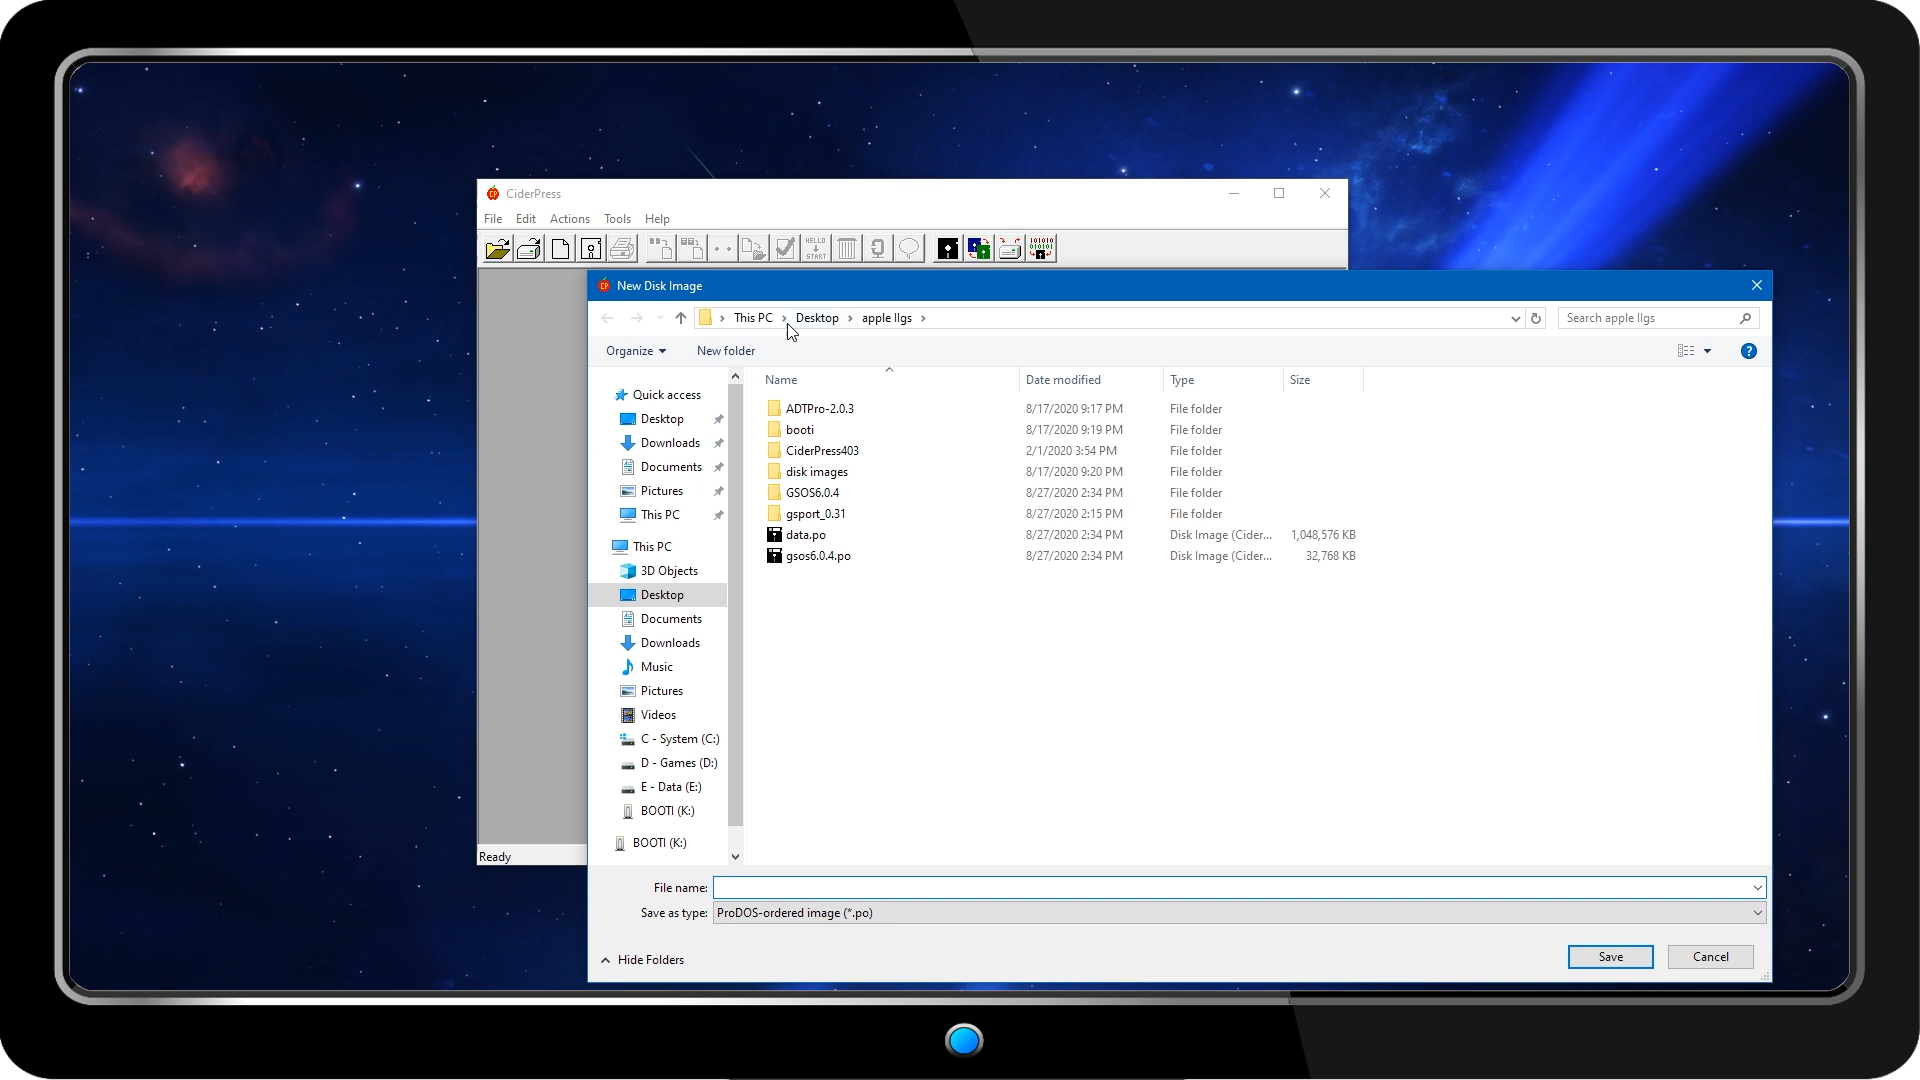 CiderPress
File Edit Actions Tools Help
HELLO
START
New Disk Image
This PC Desktop apple IIgs
Search apple IIgs
Organize New folder
Name Date modified Type Size
Quick access
Desktop
Downloads
Documents
Pictures
This PC
This PC
3D Objects
Desktop
Documents
Downloads
Music
Pictures
Videos
C - System (C:)
D - Games (D:)
E - Data (E:)
BOOTI (K:)
BOOTI (K:)
ADTPro-2.0.3 8/17/2020 9:17 PM File folder
booti 8/17/2020 9:19 PM File folder
CiderPress403 2/1/2020 3:54 PM File folder
disk images 8/17/2020 9:20 PM File folder
GSOS6.0.4 8/27/2020 2:34 PM File folder
gsport_0.31 8/27/2020 2:15 PM File folder
data.po 8/27/2020 2:34 PM Disk Image (Cider... 1,048,576 KB
gsos6.0.4.po 8/27/2020 2:34 PM Disk Image (Cider... 32,768 KB
Ready
File name:
Save as type: ProDOS-ordered image (*.po)
Hide Folders
Save Cancel